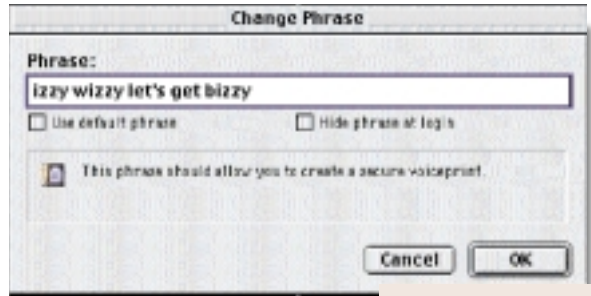 Change Phrase
Phrase:
izzy wizzy let's get bizzy
Use default phrase Hide phrase at login
This phrase should allow you to create a secure voiceprint.
Cancel OK